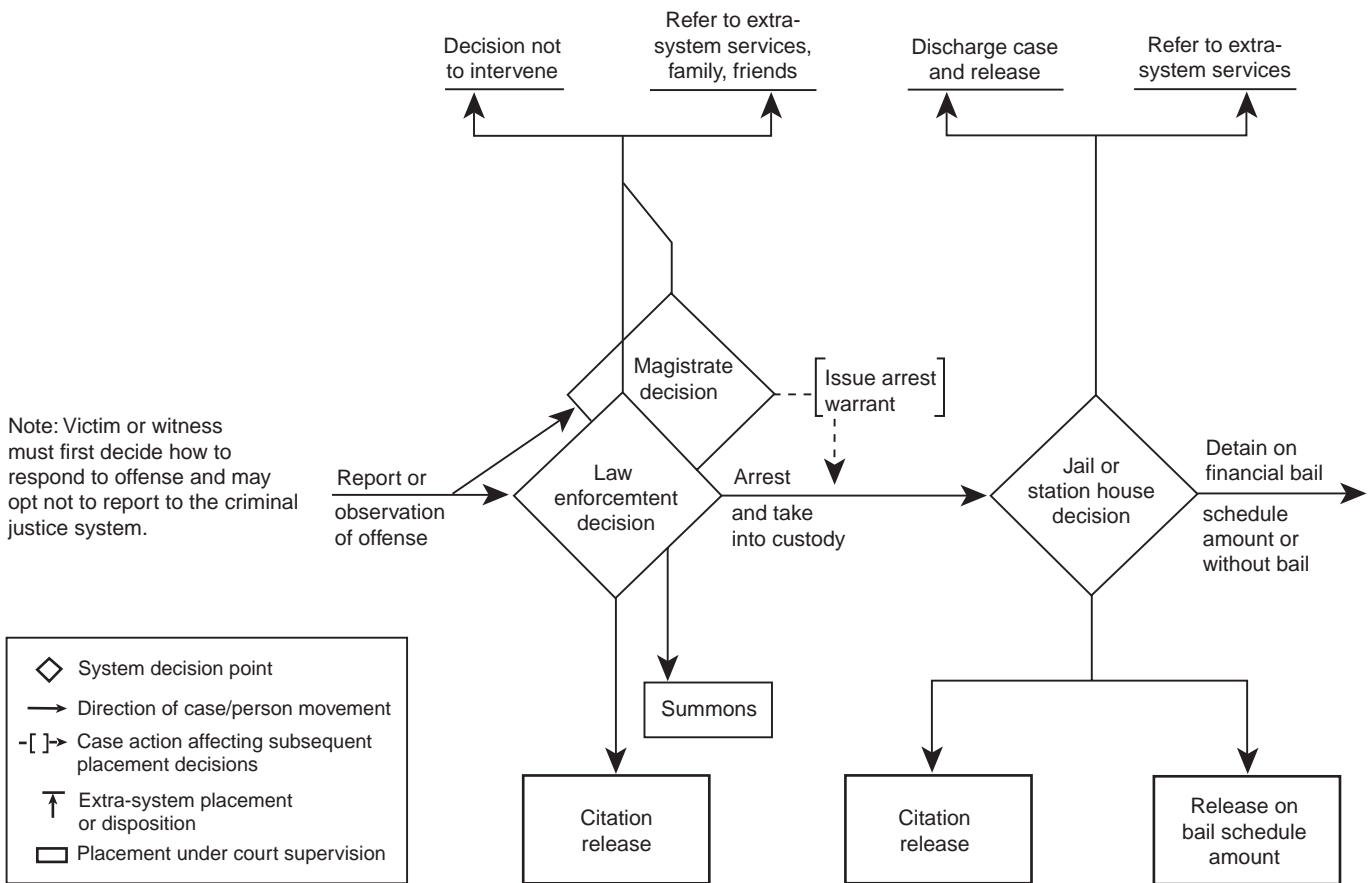 Decision not
to intervene
Refer to extra-
system services,
family, friends
Discharge case
and release
Refer to extra-
system services
Magistrate
decision
Issue arrest
warrant
Note: Victim or witness
must first decide how to
respond to offense and may
opt not to report to the criminal
justice system.
Report or
observation
of offense
Law
enforcemtent
decision
Arrest
and take
into custody
Jail or
station house
decision
Detain on
financial bail
schedule
amount or
without bail
Summons
Citation
release
Citation
release
Release on
bail schedule
amount
System decision point
Direction of case/person movement
Case action affecting subsequent
placement decisions
Extra-system placement
or disposition
Placement under court supervision